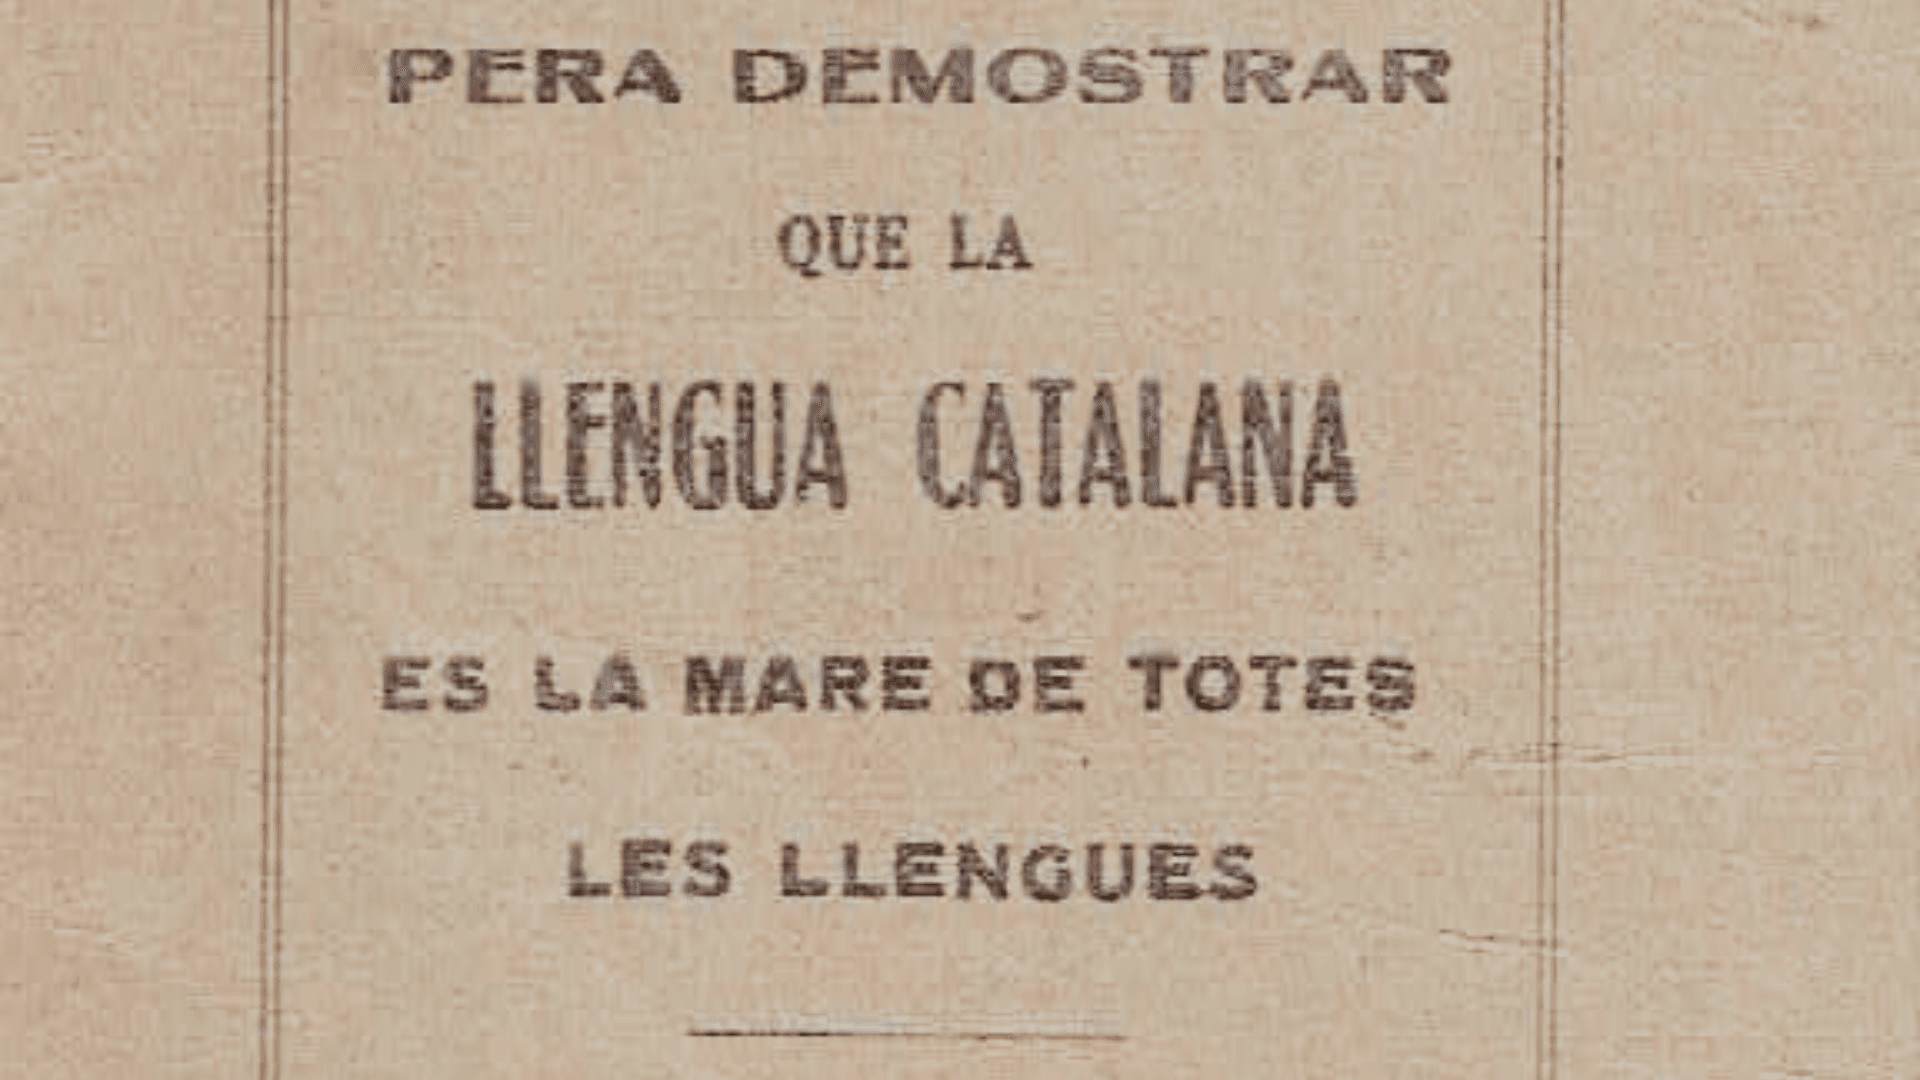 PERA DEMOSTRAR
QUE LA
LLENGUA CATALANA
ES LA MARE DE TOTES
LES LLENGUES